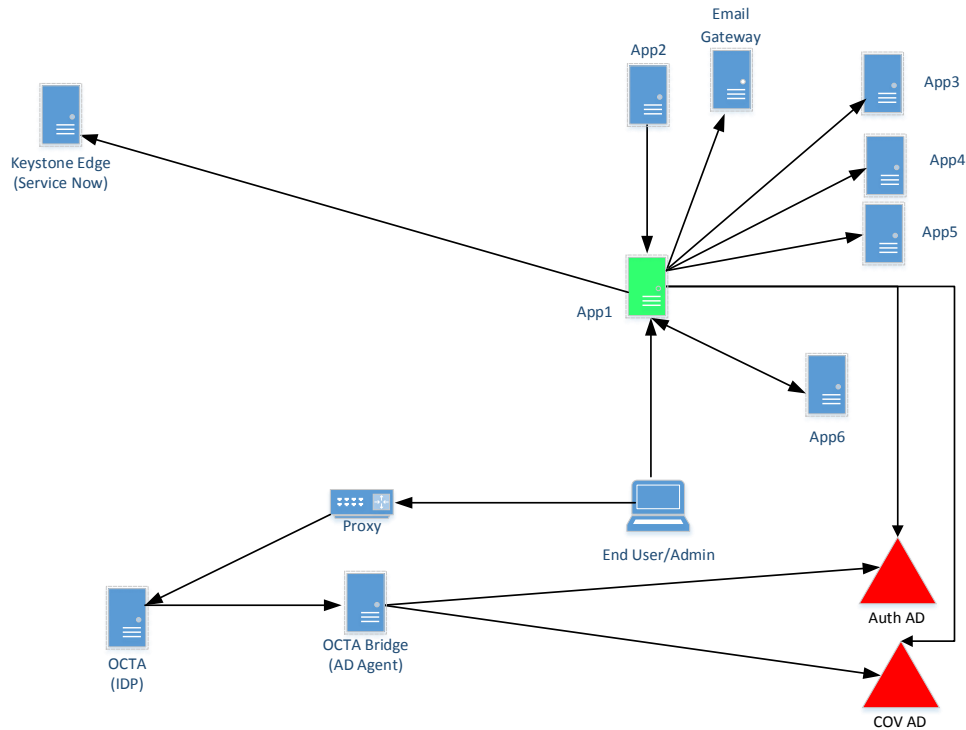 Email
Gateway
App2
App3
Keystone Edge
(Service Now)
App4
App5
App1
App6
Proxy
End User/Admin
Auth AD
OCTA Bridge
(AD Agent)
OCTA
(IDP)
COV AD